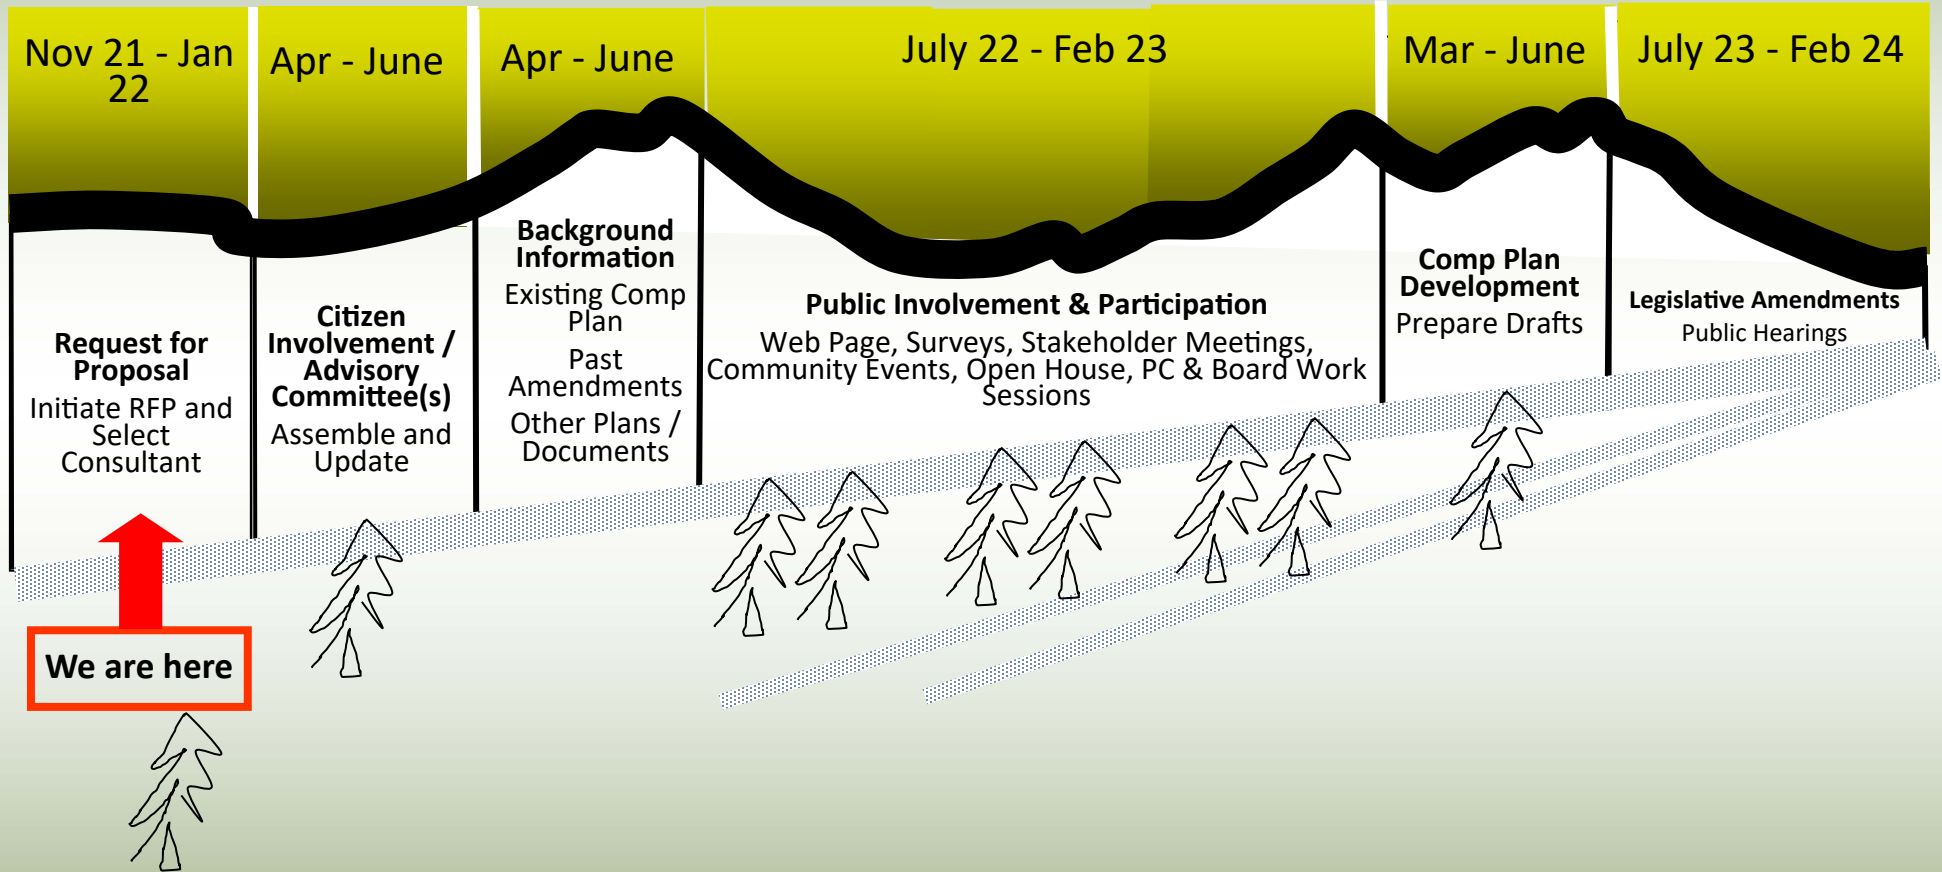 Nov 21 - Jan
22
Apr - June
Apr - June
July 22 - Feb 23
Mar - June
July 23 - Feb 24
Request for
Proposal
Initiate RFP and
Select
Consultant
Citizen
Involvement /
Advisory
Committee(s)
Assemble and
Update
Background
Information
Existing Comp
Plan
Past
Amendments
Other Plans /
Documents
Public Involvement & Participation
Web Page, Surveys, Stakeholder Meetings,
Community Events, Open House, PC & Board Work
Sessions
Comp Plan
Development
Prepare Drafts
Legislative Amendments
Public Hearings
We are here